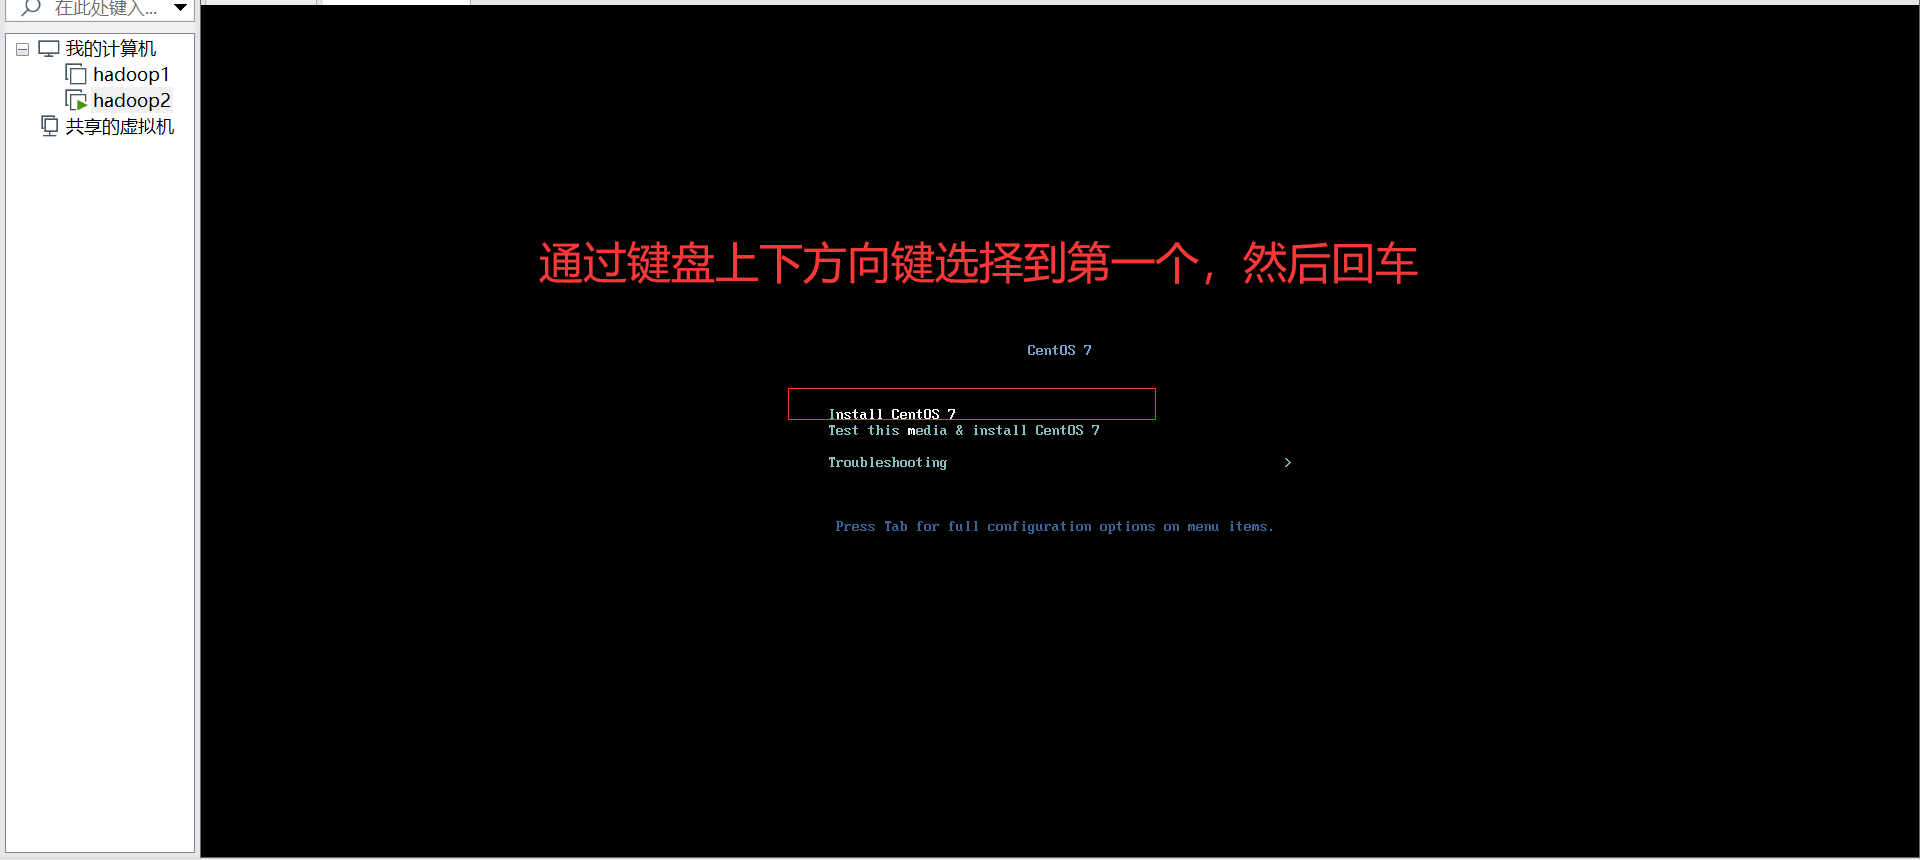 在此处键入...
我的计算机
hadoop1
hadoop2
共享的虚拟机
通过键盘上下方向键选择到第一个，然后回车
CentOS 7
Install CentOS 7
Test this media & install CentOS 7
Troubleshooting >
Press Tab for full configuration options on menu items.